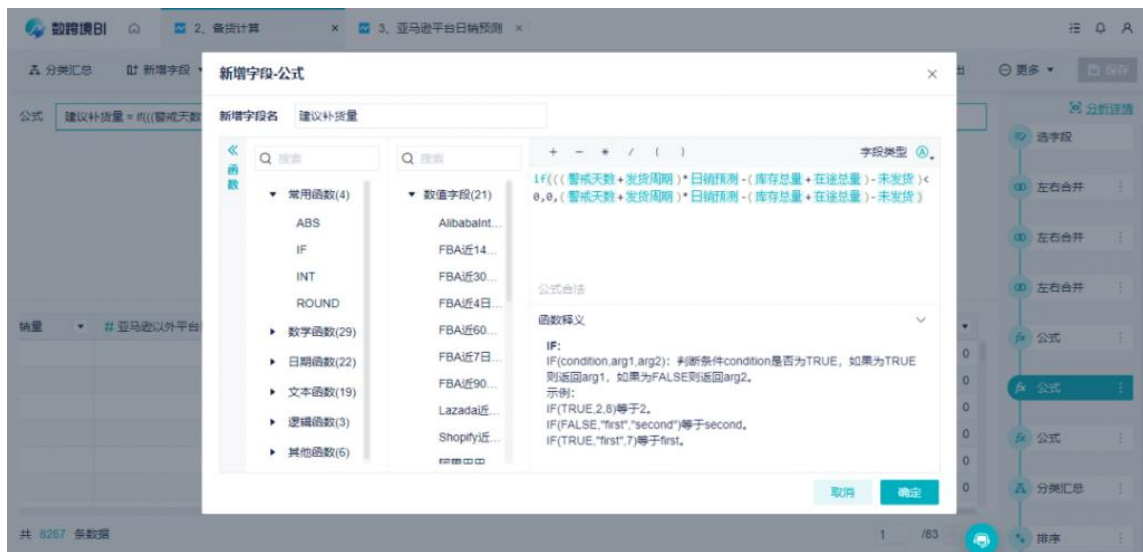 数跨境BI
2、备货计算 ×
3、亚马逊平台日销预测 ×
分类汇总 新增字段 出 更多 保存
公式 建议补货量 = if(((警戒天数
分析详情
新增字段-公式
新增字段名 建议补货量
函数
搜索
常用函数(4)
ABS
IF
INT
ROUND
数学函数(29)
日期函数(22)
文本函数(19)
逻辑函数(3)
其他函数(6)
搜索
数值字段(21)
AlibabaInt...
FBA近14...
FBA近30...
FBA近4日...
FBA近60...
FBA近7日...
FBA近90...
Lazada近...
Shopify近...
+ - * / ( ) 字段类型
if(((警戒天数+发货周期)*日销预测-(库存总量+在途总量)-未发货)<
0,0,(警戒天数+发货周期)*日销预测-(库存总量+在途总量)-未发货)
公式合法
函数释义
IF:
IF(condition,arg1,arg2): 判断条件condition是否为TRUE，如果为TRUE
则返回arg1，如果为FALSE则返回arg2。
示例:
IF(TRUE,2,8)等于2。
IF(FALSE,"first","second")等于second。
IF(TRUE,"first",7)等于first。
取消 确定
销量 # 亚马逊以外平台
0
0
0
0
0
0
选字段
左右合并
左右合并
左右合并
公式
公式
公式
分类汇总
排序
共 8267 条数据
1 /83